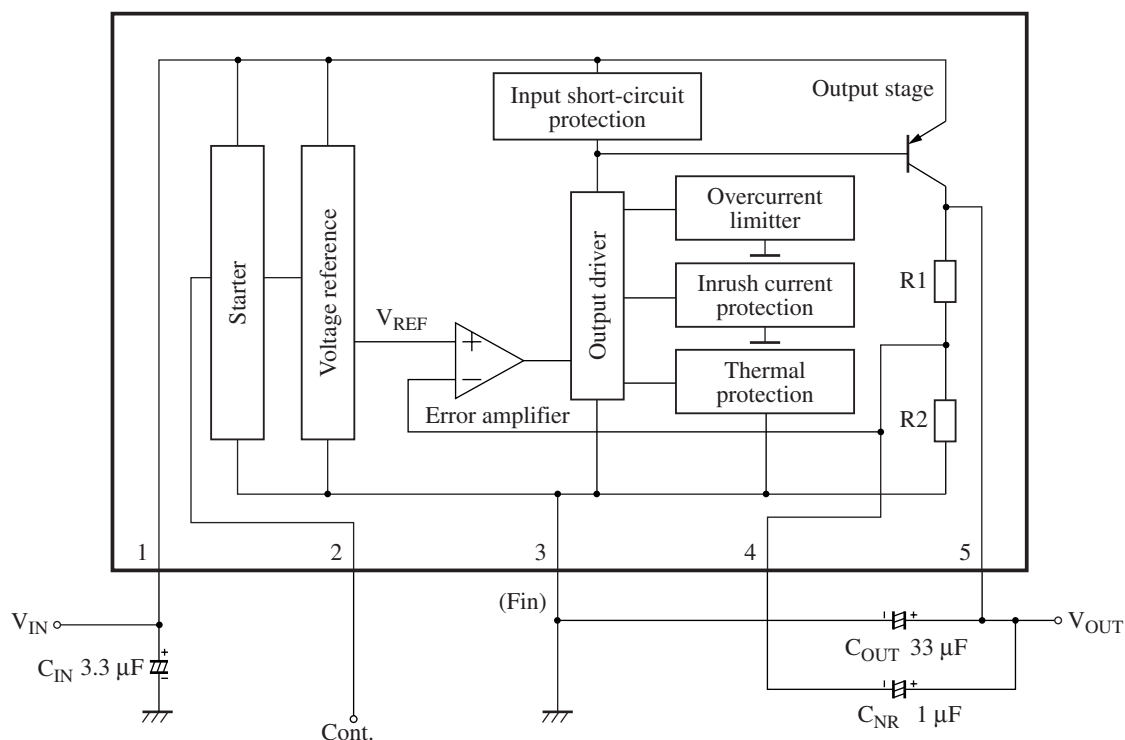 Input short-circuit
protection
Output stage
Starter
Voltage reference
Output driver
Overcurrent
limitter
Inrush current
protection
Thermal
protection
R1
R2
VREF
+
−
Error amplifier
1
2
3
4
5
(Fin)
VIN
+
CIN 3.3 µF
−
Cont.
- +
VOUT
COUT 33 µF
- +
CNR 1 µF